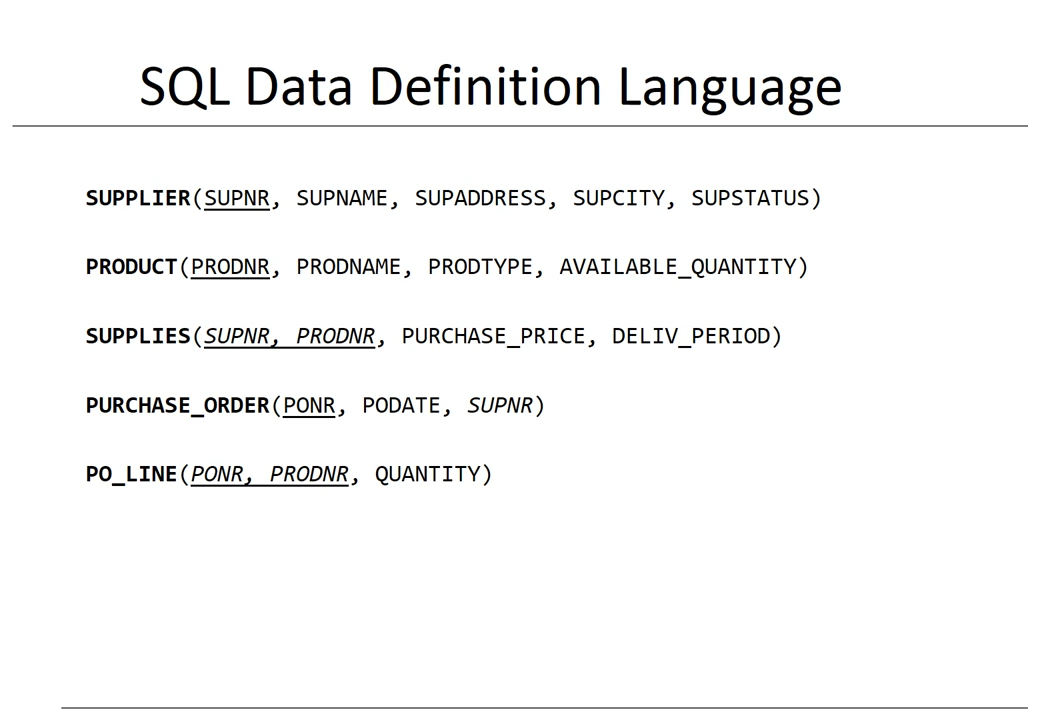 SQL Data Definition Language
SUPPLIER(SUPNR, SUPNAME, SUPADDRESS, SUPCITY, SUPSTATUS)
PRODUCT(PRODNR, PRODNAME, PRODTYPE, AVAILABLE_QUANTITY)
SUPPLIES(SUPNR, PRODNR, PURCHASE_PRICE, DELIV_PERIOD)
PURCHASE_ORDER(PONR, PODATE, SUPNR)
PO_LINE(PONR, PRODNR, QUANTITY)